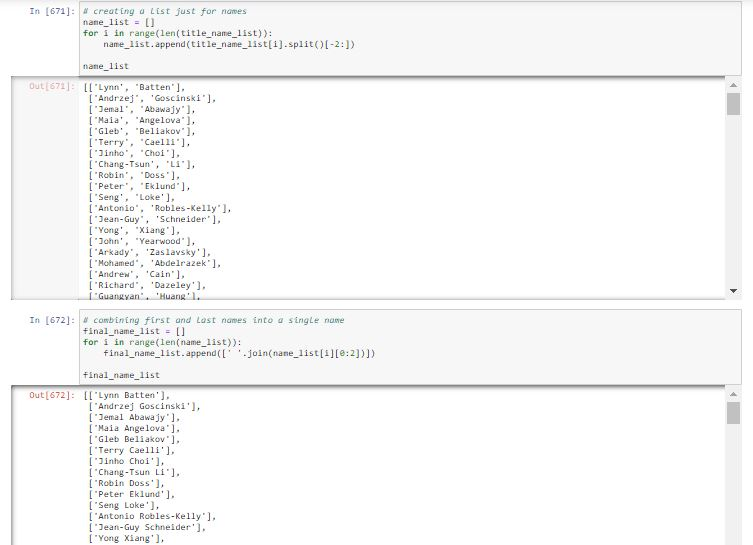 In [671]: # creating a list just for names
name_list = []
for i in range(len(title_name_list)):
    name_list.append(title_name_list[i].split()[-2:])
name_list
Out[671]: [['Lynn', 'Batten'],
['Andrzej', 'Goscinski'],
['Jemal', 'Abawajy'],
['Maia', 'Angelova'],
['Gleb', 'Beliakov'],
['Terry', 'Caelli'],
['Jinho', 'Choi'],
['Chang-Tsun', 'Li'],
['Robin', 'Doss'],
['Peter', 'Eklund'],
['Seng', 'Loke'],
['Antonio', 'Robles-Kelly'],
['Jean-Guy', 'Schneider'],
['Yong', 'Xiang'],
['John', 'Yearwood'],
['Arkady', 'Zaslavsky'],
['Mohamed', 'Abdelrazek'],
['Andrew', 'Cain'],
['Richard', 'Dazeley'],
['Guangyan', 'Huang'],
In [672]: # combining first and last names into a single name
final_name_list = []
for i in range(len(name_list)):
    final_name_list.append([' '.join(name_list[i][0:2])])
final_name_list
Out[672]: [['Lynn Batten'],
['Andrzej Goscinski'],
['Jemal Abawajy'],
['Maia Angelova'],
['Gleb Beliakov'],
['Terry Caelli'],
['Jinho Choi'],
['Chang-Tsun Li'],
['Robin Doss'],
['Peter Eklund'],
['Seng Loke'],
['Antonio Robles-Kelly'],
['Jean-Guy Schneider'],
['Yong Xiang'],